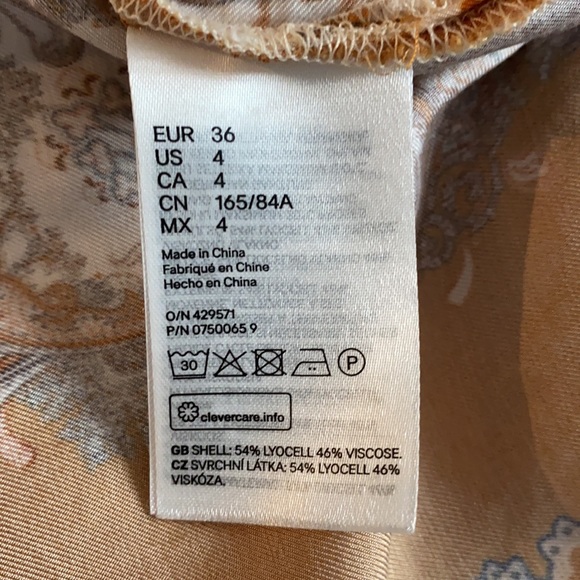 EUR 36
US 4
CA 4
CN 165/84A
MX 4
Made in China
Fabriqué en Chine
Hecho en China
O/N 429571
P/N 0750065 9
30 P
clevercare.info
GB SHELL: 54% LYOCELL 46% VISCOSE.
CZ SVRCHNÍ LÁTKA: 54% LYOCELL 46%
VISKÓZA.